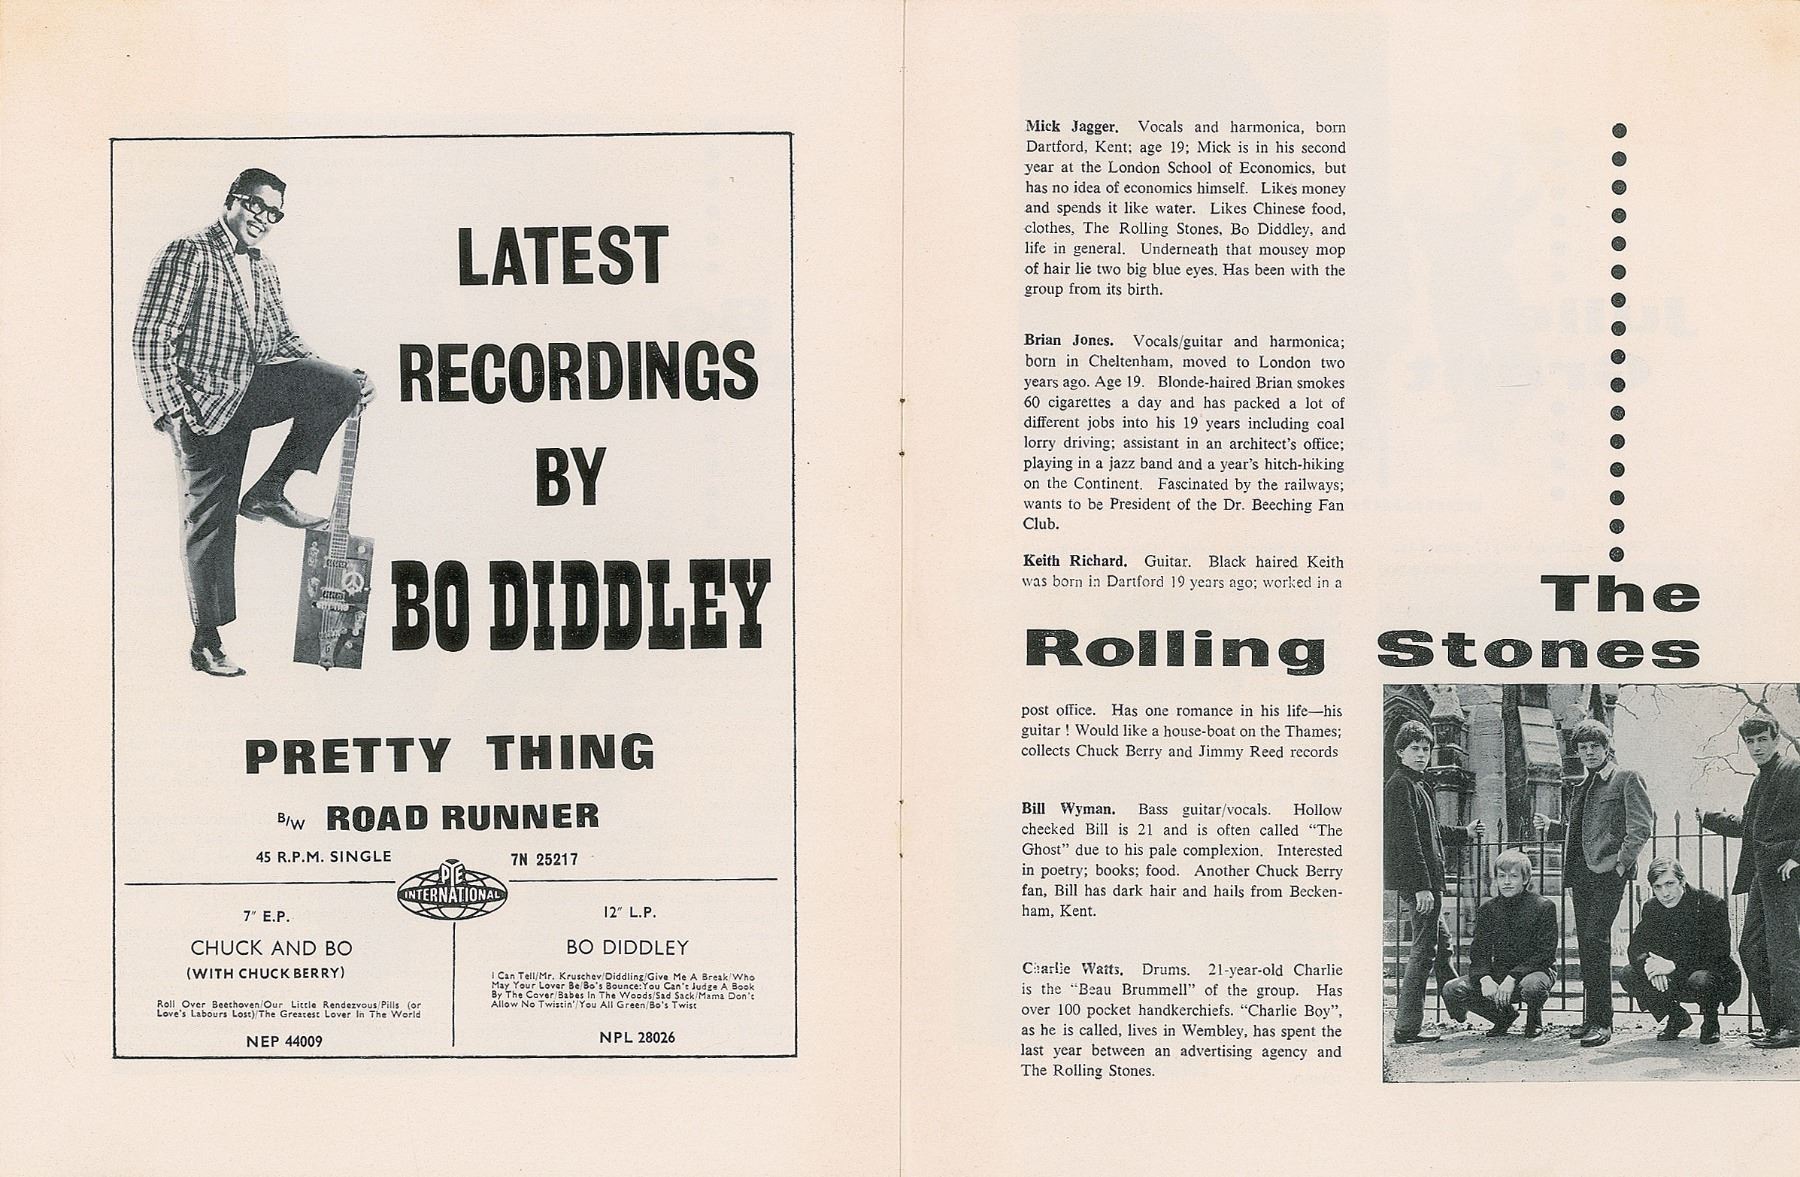 LATEST
RECORDINGS
BY
BO DIDDLEY
PRETTY THING
B/W ROAD RUNNER
45 R.P.M. SINGLE
7N 25217
PYE
INTERNATIONAL
7" E.P.
CHUCK AND BO
(WITH CHUCK BERRY)
Roll Over Beethoven/Our Little Rendezvous/Pills (or
Love's Labours Lost)/The Greatest Lover In The World
NEP 44009
12" L.P.
BO DIDDLEY
I Can Tell/Mr. Kruschev/Diddling/Give Me A Break/Who
May Your Lover Be/Bo's Bounce:You Can't Judge A Book
By The Cover/Babes In The Woods/Sad Sack/Mama Don't
Allow No Twistin'/You All Green/Bo's Twist
NPL 28026
Mick Jagger. Vocals and harmonica, born
Dartford, Kent; age 19; Mick is in his second
year at the London School of Economics, but
has no idea of economics himself. Likes money
and spends it like water. Likes Chinese food,
clothes, The Rolling Stones, Bo Diddley, and
life in general. Underneath that mousey mop
of hair lie two big blue eyes. Has been with the
group from its birth.
Brian Jones. Vocals/guitar and harmonica;
born in Cheltenham, moved to London two
years ago. Age 19. Blonde-haired Brian smokes
60 cigarettes a day and has packed a lot of
different jobs into his 19 years including coal
lorry driving; assistant in an architect's office;
playing in a jazz band and a year's hitch-hiking
on the Continent. Fascinated by the railways;
wants to be President of the Dr. Beeching Fan
Club.
Keith Richard. Guitar. Black haired Keith
was born in Dartford 19 years ago; worked in a
The
Rolling Stones
post office. Has one romance in his life—his
guitar ! Would like a house-boat on the Thames;
collects Chuck Berry and Jimmy Reed records
Bill Wyman. Bass guitar/vocals. Hollow
cheeked Bill is 21 and is often called "The
Ghost" due to his pale complexion. Interested
in poetry; books; food. Another Chuck Berry
fan, Bill has dark hair and hails from Becken-
ham, Kent.
Charlie Watts. Drums. 21-year-old Charlie
is the "Beau Brummell" of the group. Has
over 100 pocket handkerchiefs. "Charlie Boy",
as he is called, lives in Wembley, has spent the
last year between an advertising agency and
The Rolling Stones.